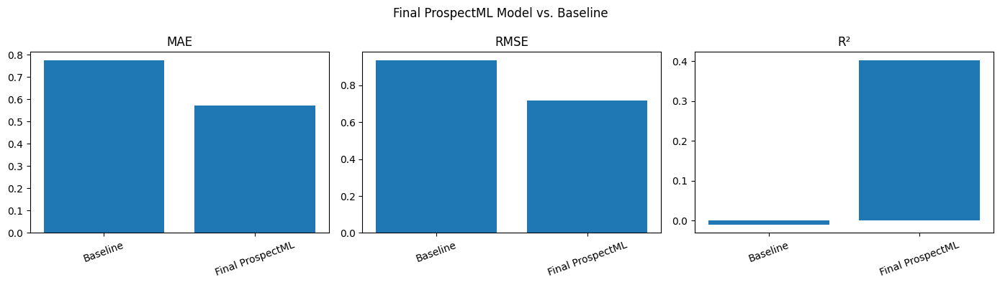 Final ProspectML Model vs. Baseline
MAE
0.8
0.7
0.6
0.5
0.4
0.3
0.2
0.1
0.0
Baseline
Final ProspectML
RMSE
0.8
0.6
0.4
0.2
0.0
Baseline
Final ProspectML
R²
0.4
0.3
0.2
0.1
0.0
Baseline
Final ProspectML